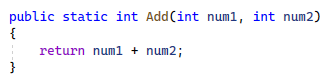 public static int Add(int num1, int num2)
{
    return num1 + num2;
}